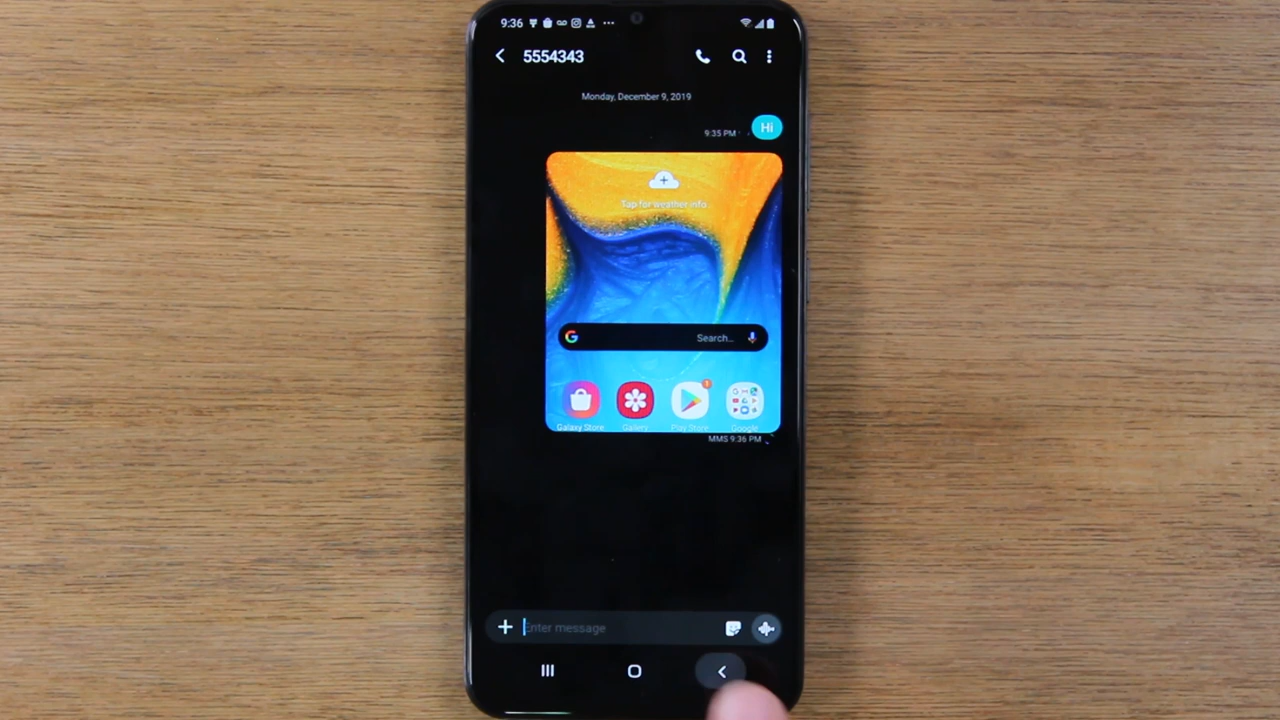 9:36
5554343
Monday, December 9, 2019
9:35 PM
Hi
Tap for weather info
G
Search...
Galaxy Store
Gallery
1
Play Store
Google
MMS 9:36 PM
Enter message